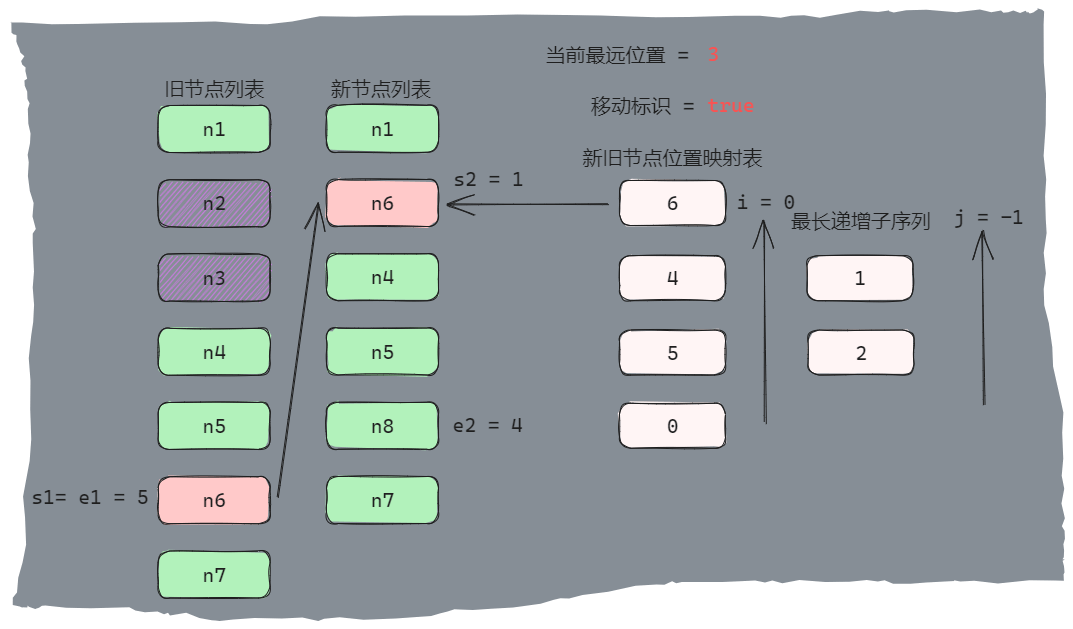 当前最远位置 = 3
移动标识 = true
旧节点列表
新节点列表
新旧节点位置映射表
n1
n1
n2
n6
s2 = 1
6
i = 0
最长递增子序列
j = -1
n3
n4
4
1
n4
n5
5
2
n5
n8
e2 = 4
0
s1= e1 = 5
n6
n7
n7